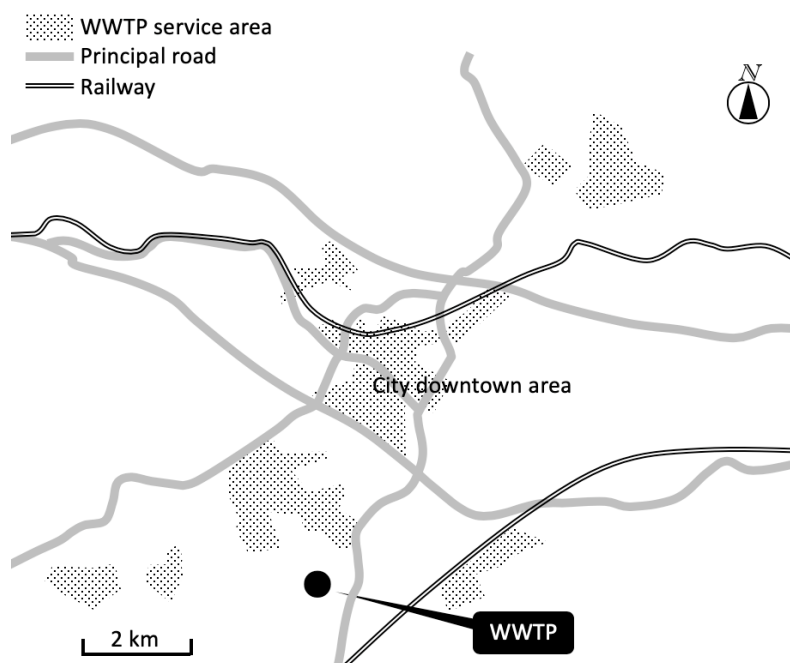 WWTP service area
Principal road
Railway
N
City downtown area
2 km
WWTP